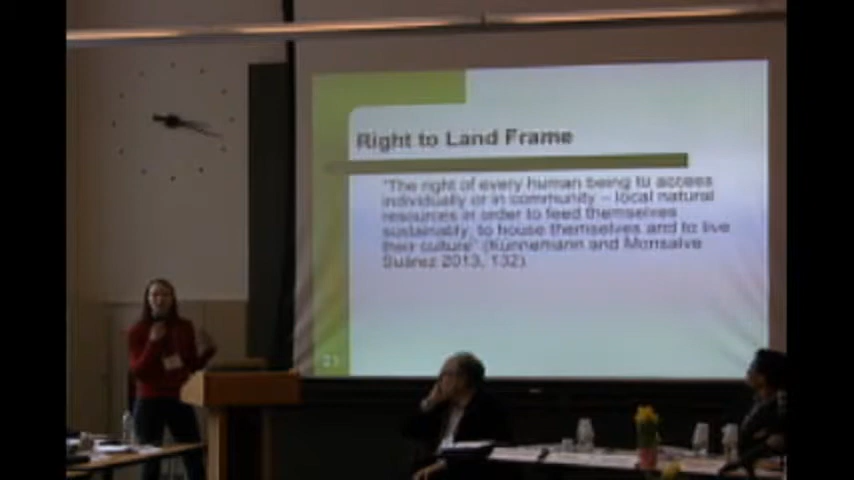 Right to Land Frame
"The right of every human being to access
individually or in community – local natural
resources in order to feed themselves
sustainably, to house themselves and to live
their culture" (Künnemann and Monsalve
Suárez 2013, 132).
21